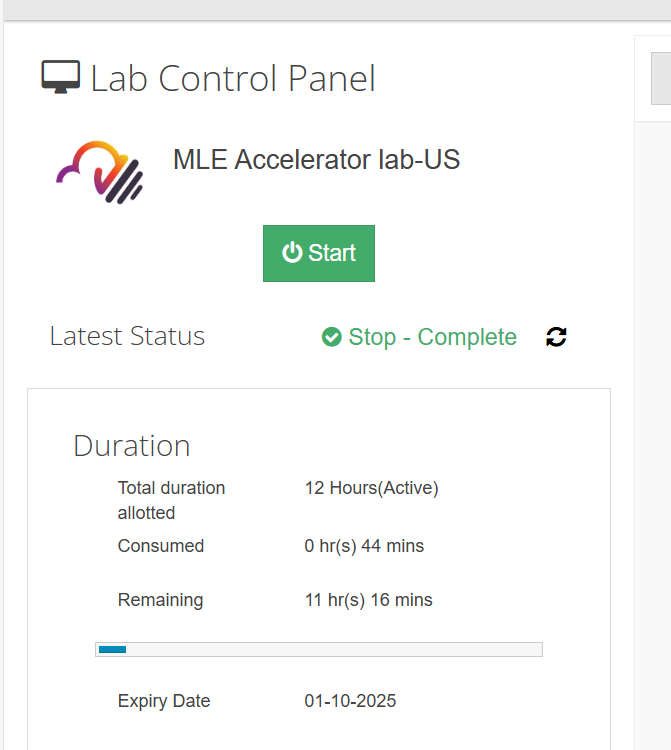 Lab Control Panel
MLE Accelerator lab-US
Start
Latest Status
Stop - Complete
Duration
Total duration
allotted
12 Hours(Active)
Consumed
0 hr(s) 44 mins
Remaining
11 hr(s) 16 mins
Expiry Date
01-10-2025